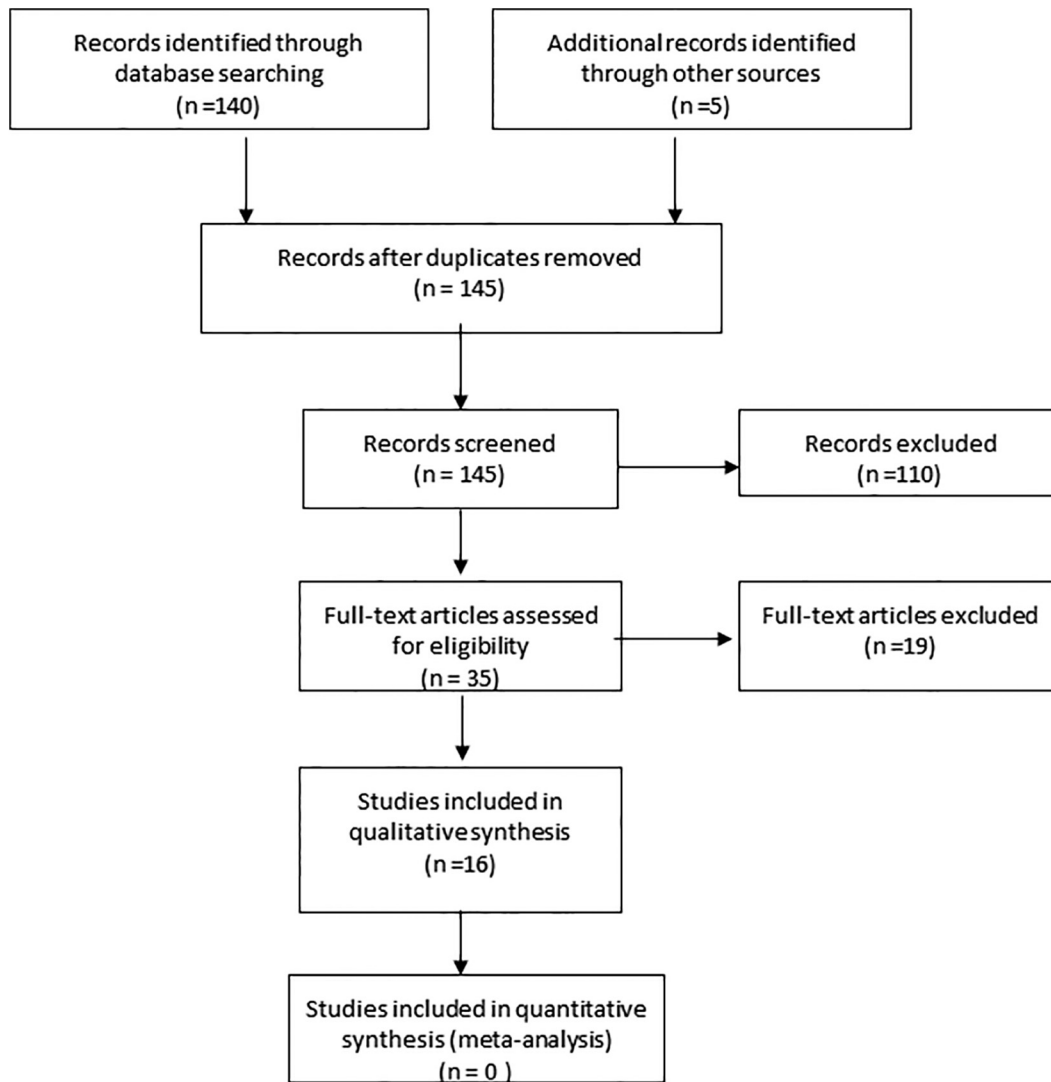 Records identified through
database searching
(n =140)
Additional records identified
through other sources
(n =5)
Records after duplicates removed
(n = 145)
Records screened
(n = 145)
Records excluded
(n =110)
Full-text articles assessed
for eligibility
(n = 35)
Full-text articles excluded
(n =19)
Studies included in
qualitative synthesis
(n =16)
Studies included in quantitative
synthesis (meta-analysis)
(n = 0 )